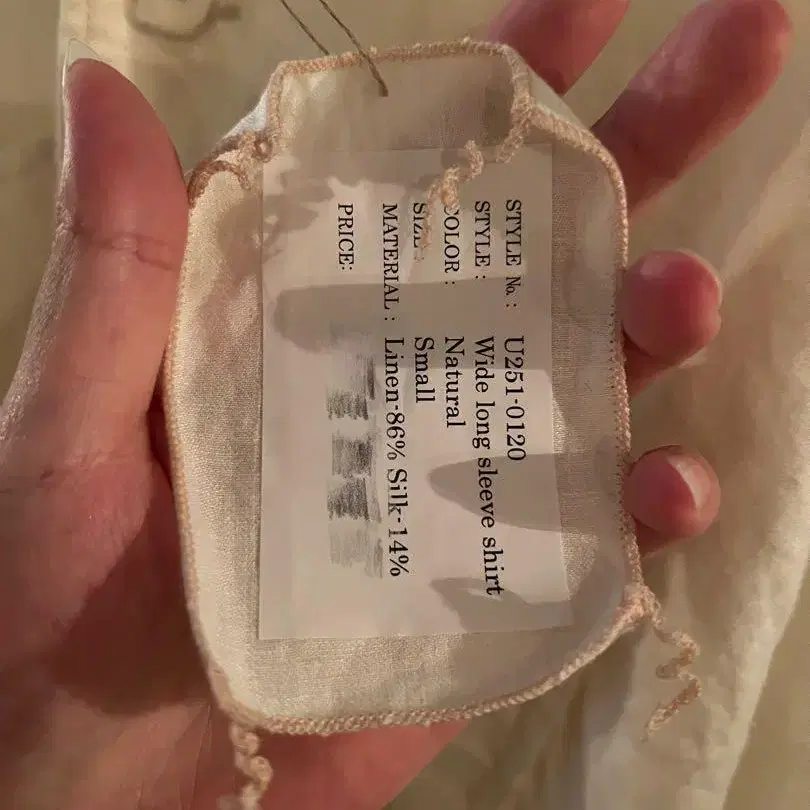 STYLE No. : U251-0120
STYLE : Wide long sleeve shirt
COLOR : Natural
SIZE : Small
MATERIAL : Linen-86% Silk-14%
PRICE: